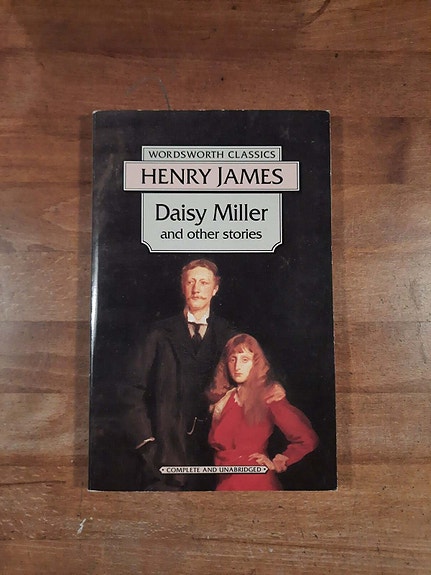 WORDSWORTH CLASSICS
HENRY JAMES
Daisy Miller
and other stories
• COMPLETE AND UNABRIDGED •